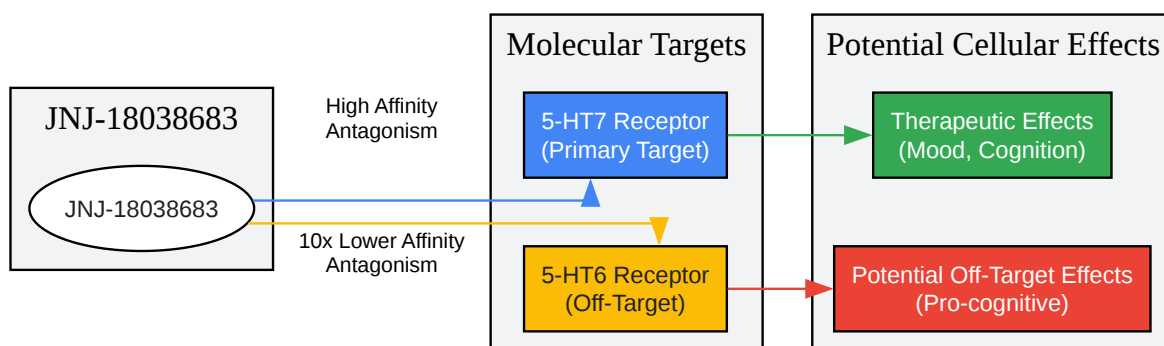 JNJ-18038683
JNJ-18038683
High Affinity
Antagonism
10x Lower Affinity
Antagonism
Molecular Targets
5-HT7 Receptor
(Primary Target)
5-HT6 Receptor
(Off-Target)
Potential Cellular Effects
Therapeutic Effects
(Mood, Cognition)
Potential Off-Target Effects
(Pro-cognitive)